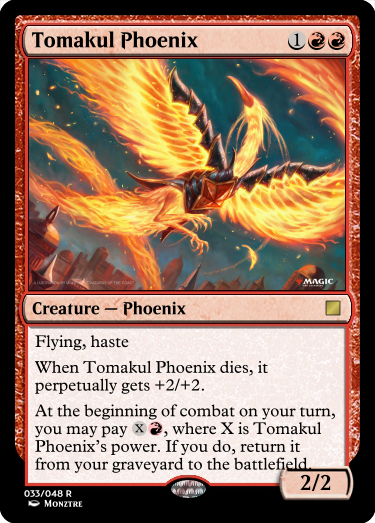 Tomakul Phoenix 1
MAGIC
Creature — Phoenix
Flying, haste
When Tomakul Phoenix dies, it
perpetually gets +2/+2.
At the beginning of combat on your turn,
you may pay X , where X is Tomakul
Phoenix's power. If you do, return it
from your graveyard to the battlefield.
2/2
033/048 R
Monztre